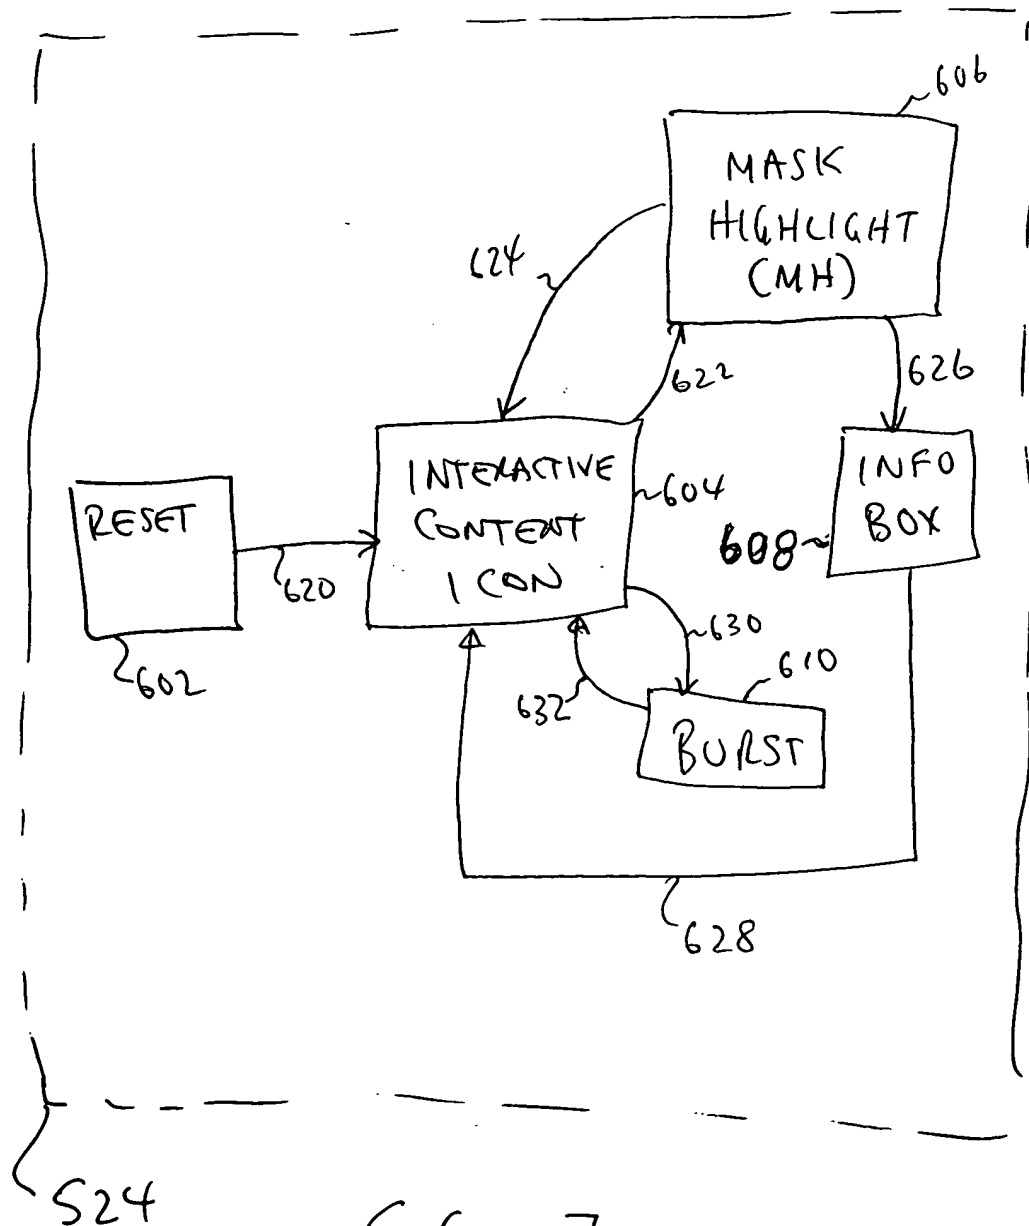 606
MASK
HIGHLIGHT
(MH)
624
622
626
INTERACTIVE
CONTENT
ICON
604
INFO
BOX
608
RESET
620
602
630
632
610
BURST
628
524